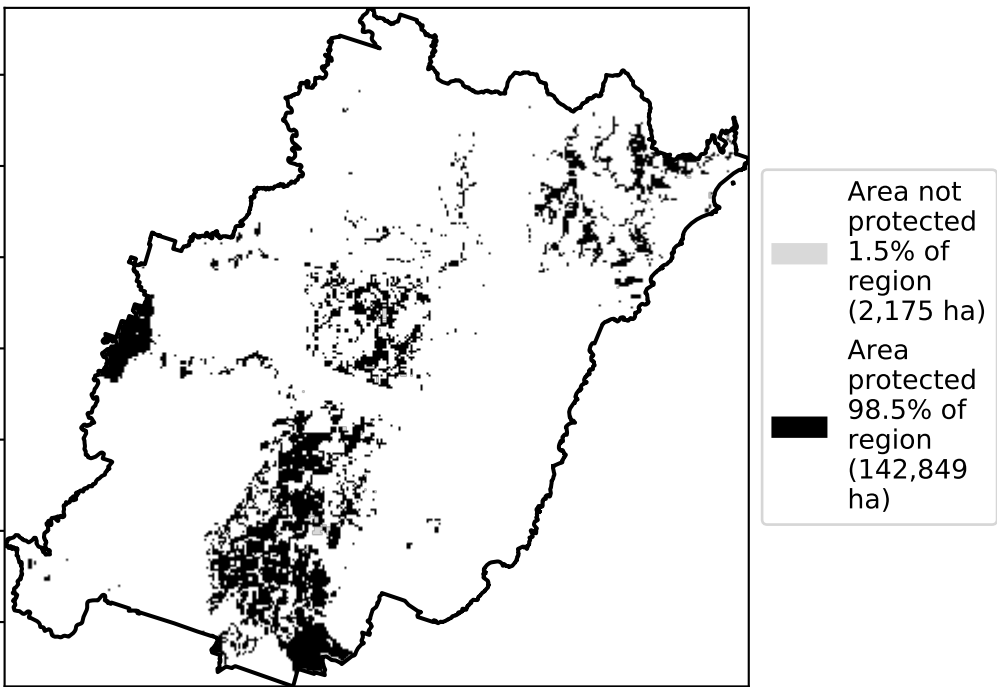 Area not
protected
1.5% of
region
(2,175 ha)
Area
protected
98.5% of
region
(142,849
ha)